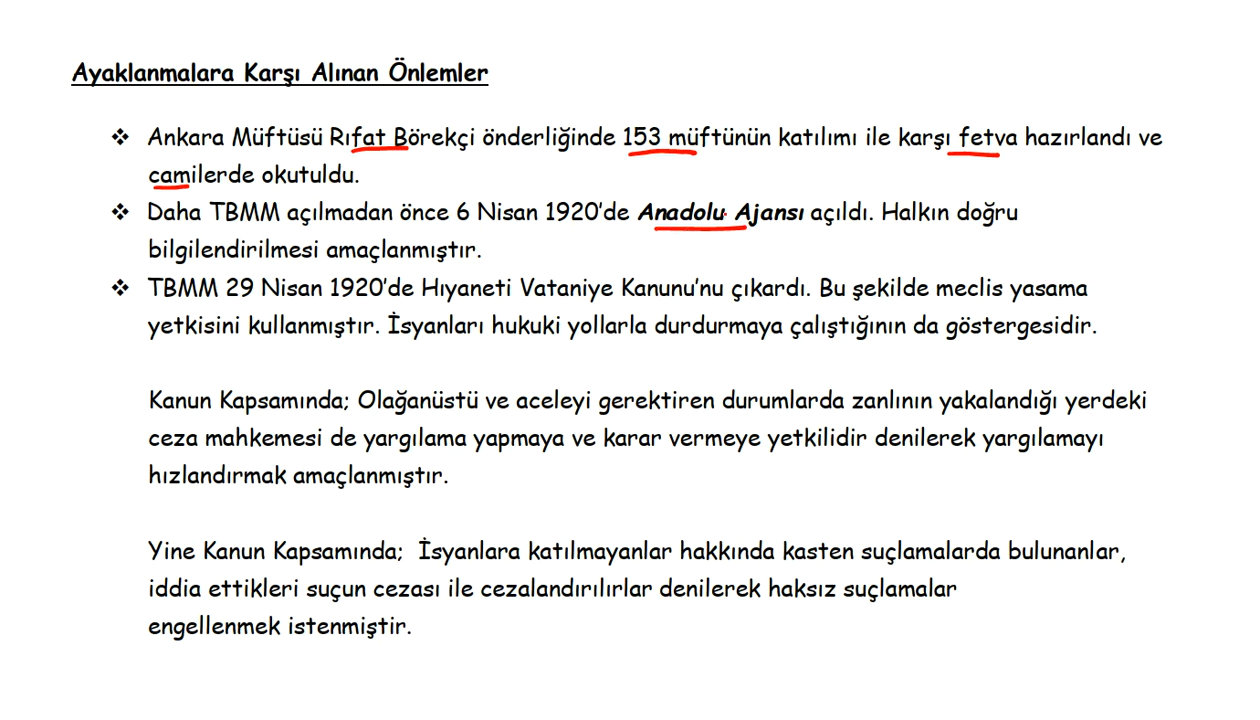 Ayaklanmalara Karşı Alınan Önlemler
❖ Ankara Müftüsü Rıfat Börekçi önderliğinde 153 müftünün katılımı ile karşı fetva hazırlandı ve
camilerde okutuldu.
❖ Daha TBMM açılmadan önce 6 Nisan 1920’de Anadolu Ajansı açıldı. Halkın doğru
bilgilendirilmesi amaçlanmıştır.
❖ TBMM 29 Nisan 1920’de Hıyaneti Vataniye Kanunu’nu çıkardı. Bu şekilde meclis yasama
yetkisini kullanmıştır. İsyanları hukuki yollarla durdurmaya çalıştığının da göstergesidir.
Kanun Kapsamında; Olağanüstü ve aceleyi gerektiren durumlarda zanlının yakalandığı yerdeki
ceza mahkemesi de yargılama yapmaya ve karar vermeye yetkilidir denilerek yargılamayı
hızlandırmak amaçlanmıştır.
Yine Kanun Kapsamında; İsyanlara katılmayanlar hakkında kasten suçlamalarda bulunanlar,
iddia ettikleri suçun cezası ile cezalandırılırlar denilerek haksız suçlamalar
engellenmek istenmiştir.